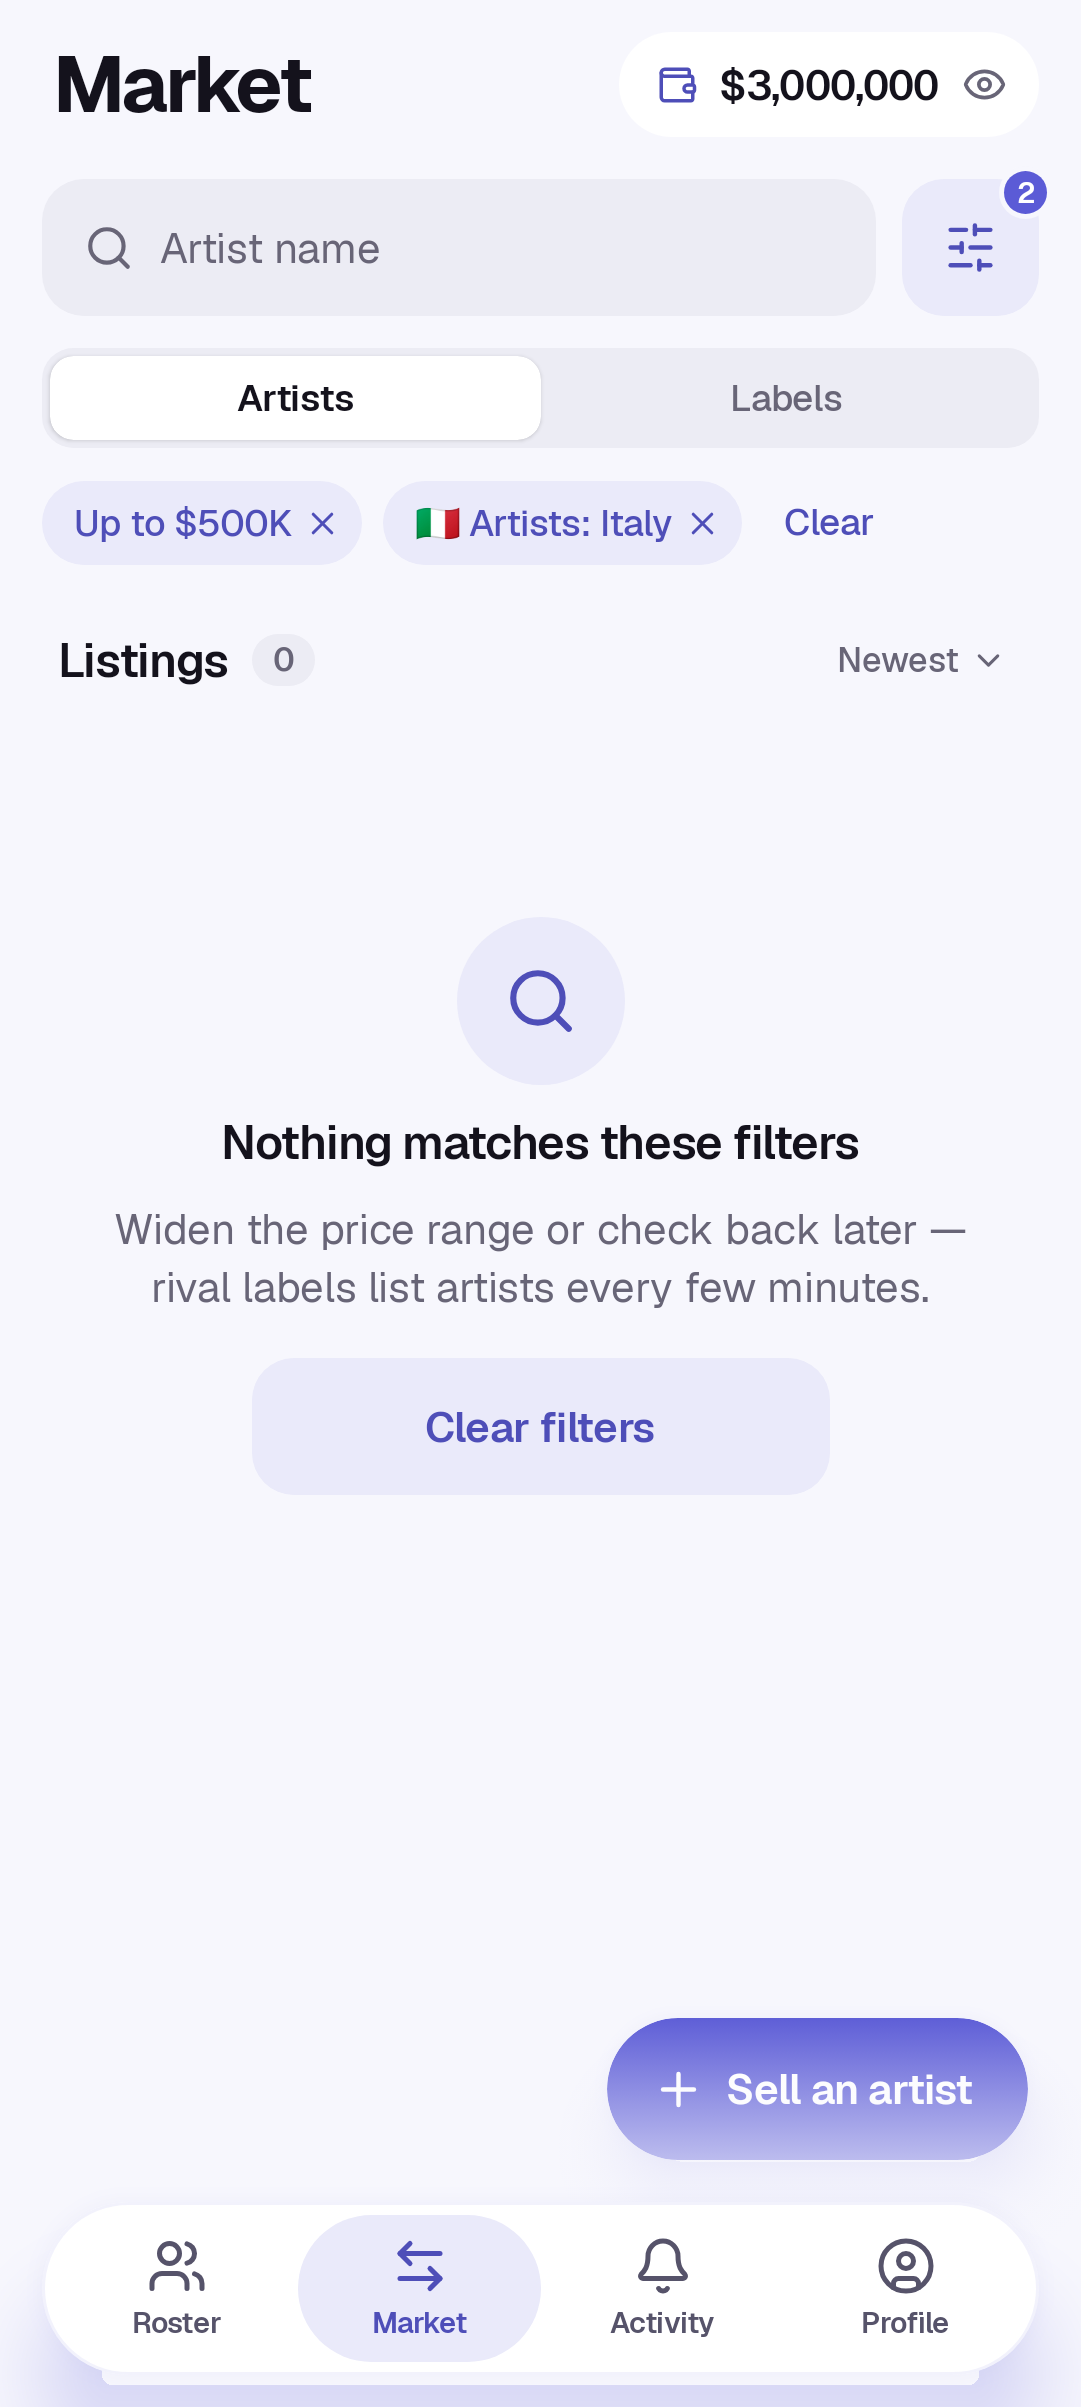 Market
$3,000,000
Artist name
2
Artists
Labels
Up to $500K
Artists: Italy
Clear
Listings 0
Newest
Nothing matches these filters
Widen the price range or check back later —
rival labels list artists every few minutes.
Clear filters
Sell an artist
Roster
Market
Activity
Profile